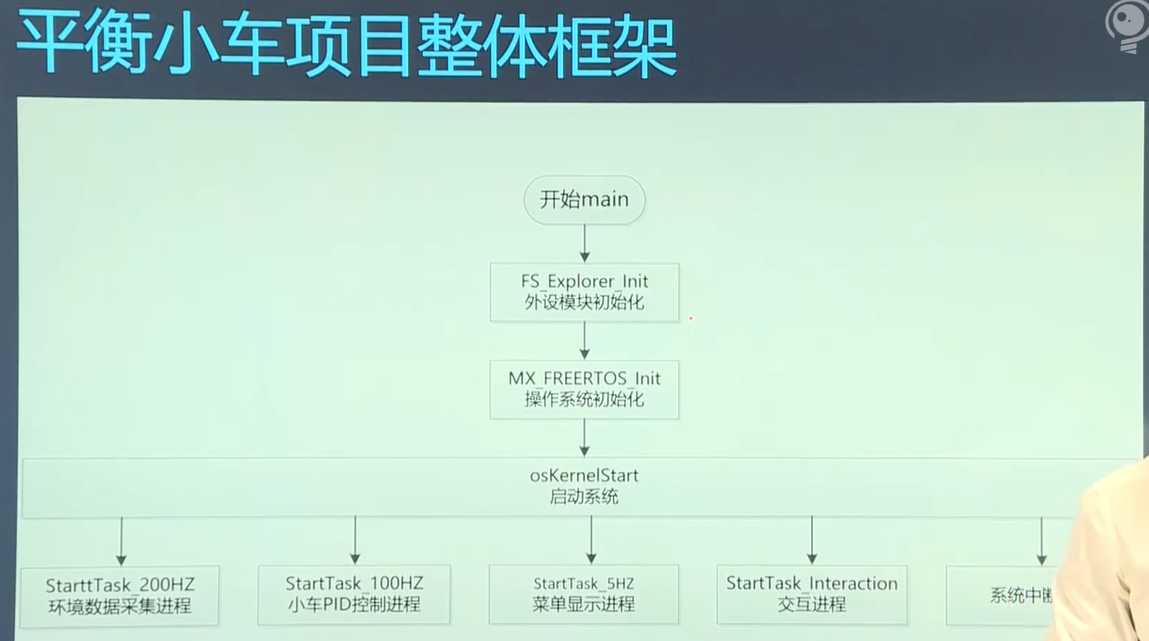 平衡小车项目整体框架
开始main
FS_Explorer_Init
外设模块初始化
MX_FREERTOS_Init
操作系统初始化
osKernelStart
启动系统
StarttTask_200HZ
环境数据采集进程
StartTask_100HZ
小车PID控制进程
StartTask_5HZ
菜单显示进程
StartTask_Interaction
交互进程
系统中断